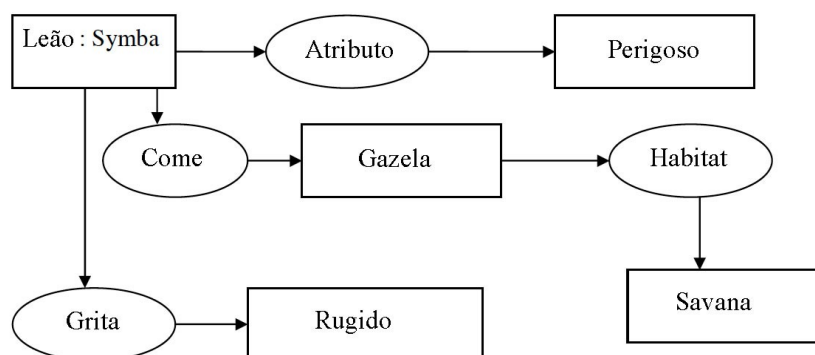 Leão : Symba
Atributo
Perigoso
Come
Gazela
Habitat
Savana
Grita
Rugido